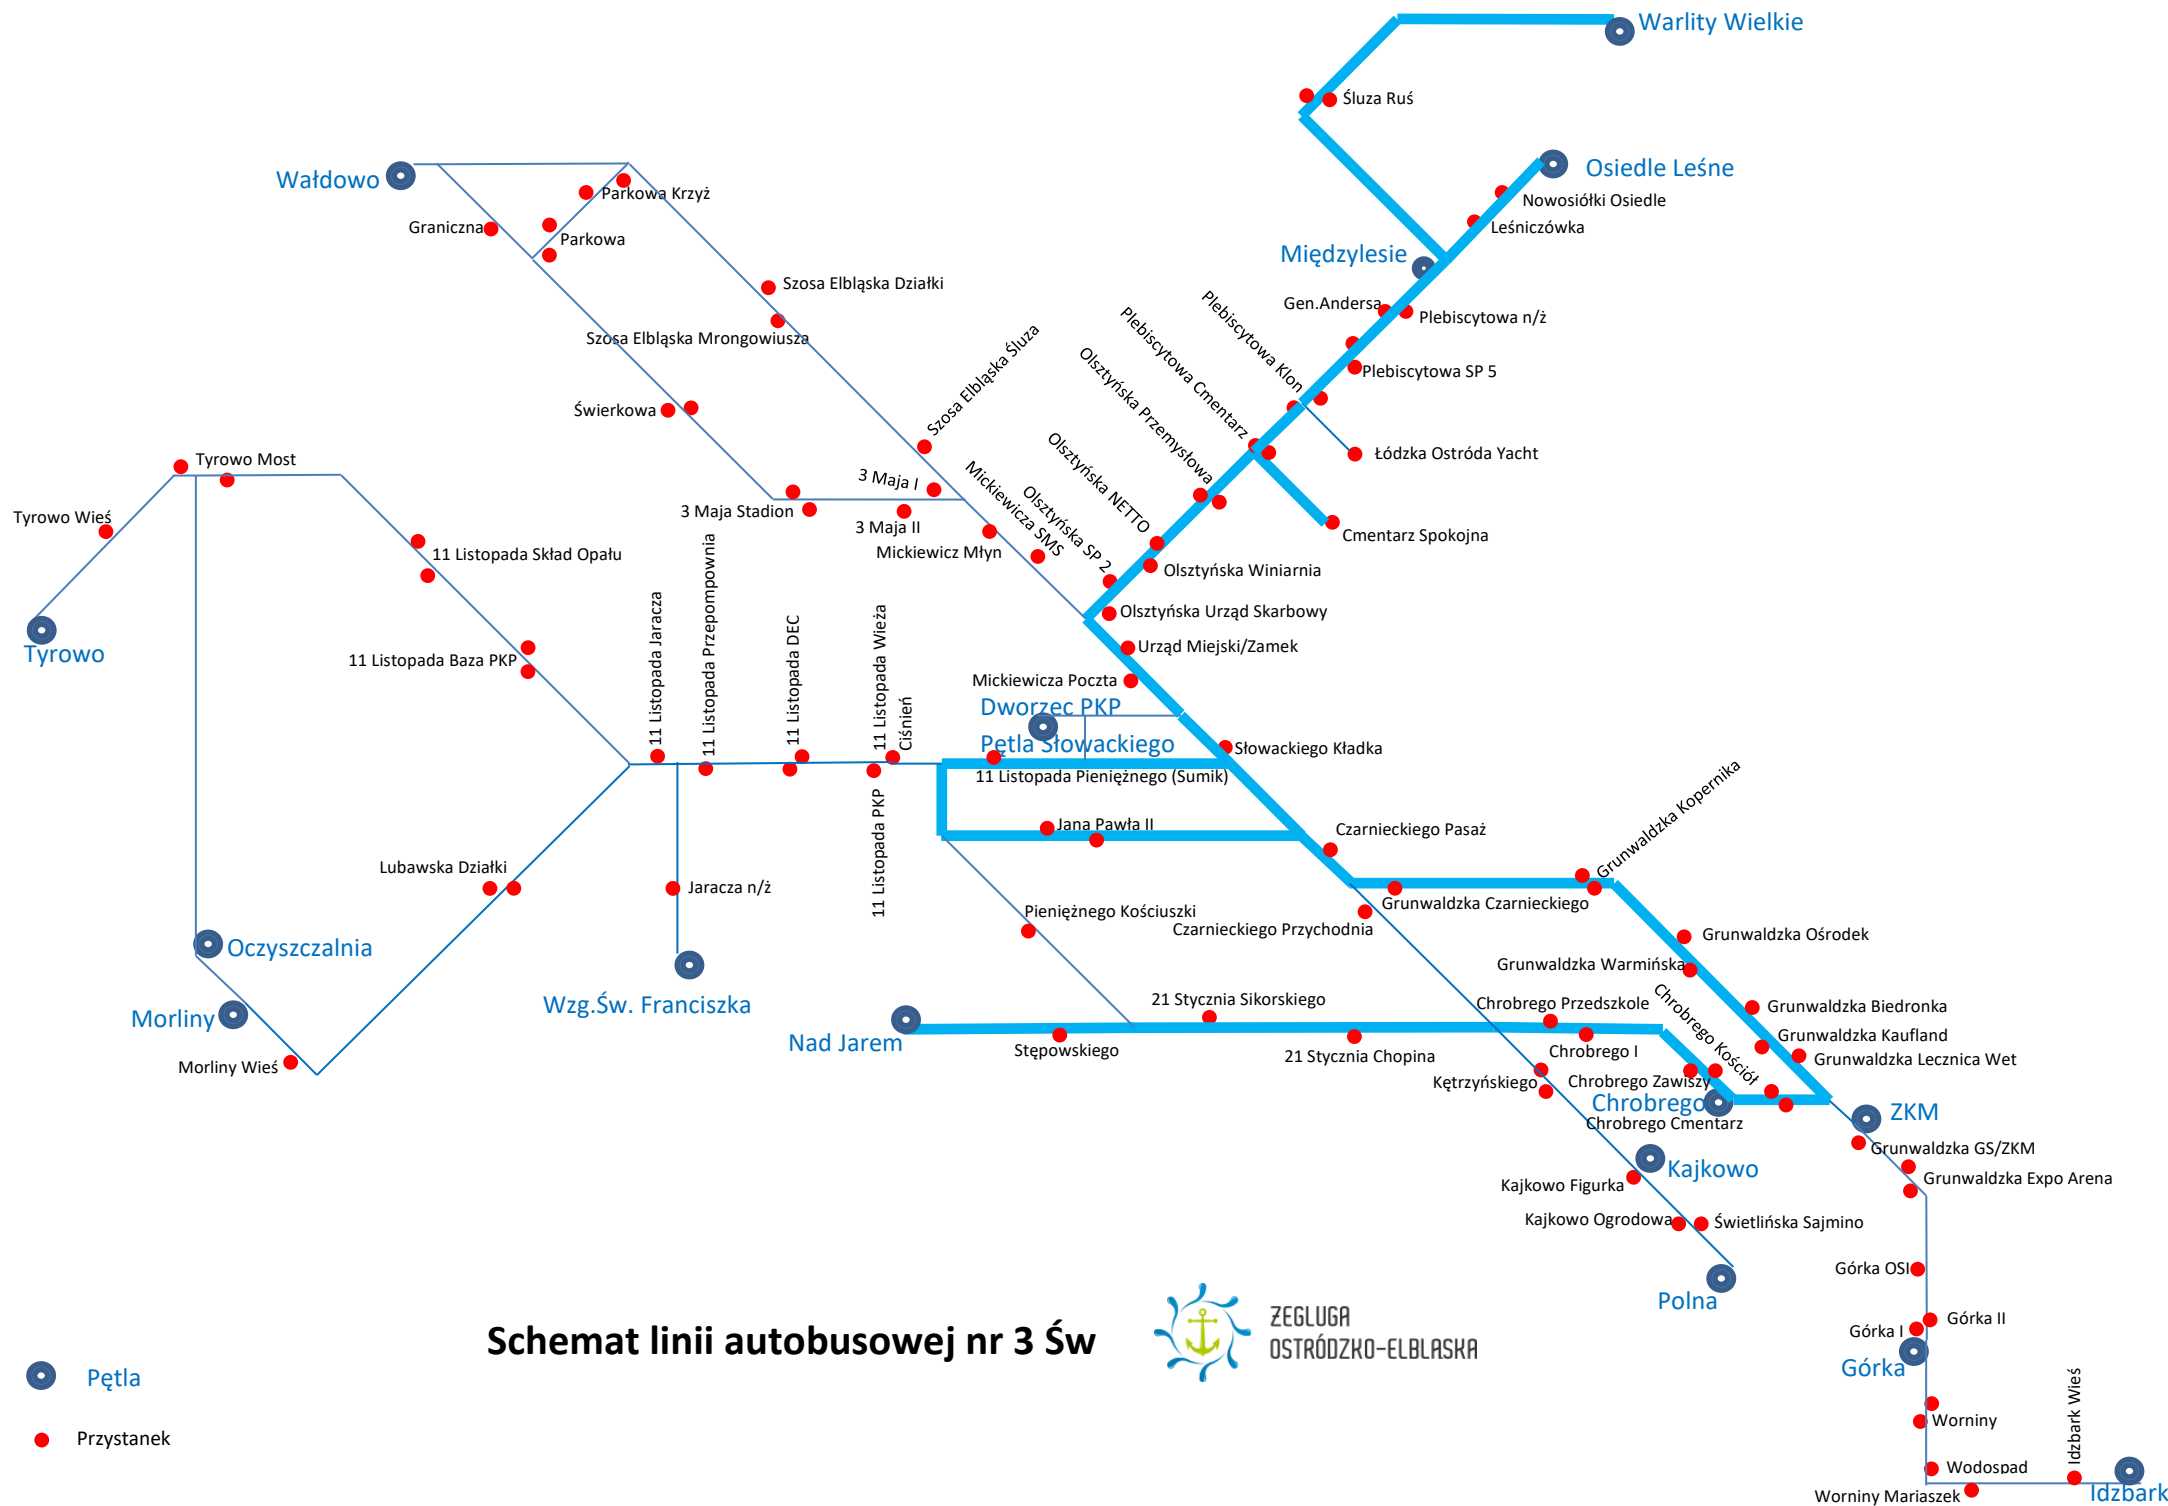 Warlity Wielkie
Śluza Ruś
Osiedle Leśne
Wałdowo
Parkowa Krzyż
Nowosiółki Osiedle
Graniczna
Parkowa
Leśniczówka
Międzylesie
Szosa Elbląska Działki
Gen.Andersa
Plebiscytowa n/ż
Szosa Elbląska Mrongowiusza
Plebiscytowa Klon
Plebiscytowa Cmentarz
Plebiscytowa SP 5
Szosa Elbląska Śluza
Olsztyńska Przemysłowa
Świerkowa
Łódzka Ostróda Yacht
Tyrowo Most
Olsztyńska NETTO
3 Maja I
Mickiewicza SMS
Olsztyńska SP 2
3 Maja Stadion
3 Maja II
Mickiewicz Młyn
Cmentarz Spokojna
Tyrowo Wieś
11 Listopada Skład Opału
Olsztyńska Winiarnia
Olsztyńska Urząd Skarbowy
Tyrowo
11 Listopada Baza PKP
11 Listopada Jaracza
11 Listopada Przepompownia
11 Listopada DEC
11 Listopada Wieża
Ciśnień
Urząd Miejski/Zamek
Mickiewicza Poczta
Dworzec PKP
Pętla Słowackiego
Słowackiego Kładka
11 Listopada Pieniężnego (Sumik)
Jana Pawła II
Czarnieckiego Pasaż
Grunwaldzka Kopernika
11 Listopada PKP
Lubawska Działki
Jaracza n/ż
Pieniężnego Kościuszki
Grunwaldzka Czarnieckiego
Czarnieckiego Przychodnia
Grunwaldzka Ośrodek
Oczyszczalnia
Grunwaldzka Warmińska
Wzg.Św. Franciszka
21 Stycznia Sikorskiego
Chrobrego Przedszkole
Chrobrego Kościół
Grunwaldzka Biedronka
Morliny
Nad Jarem
Stępowskiego
21 Stycznia Chopina
Chrobrego I
Grunwaldzka Kaufland
Grunwaldzka Lecznica Wet
Morliny Wieś
Kętrzyńskiego
Chrobrego Zawiszy
Chrobrego
Chrobrego Cmentarz
ZKM
Grunwaldzka GS/ZKM
Kajkowo
Kajkowo Figurka
Grunwaldzka Expo Arena
Kajkowo Ogrodowa
Świetlińska Sajmino
Górka OSI
Polna
Górka II
Górka I
Górka
Schemat linii autobusowej nr 3 Św
ŻEGLUGA
OSTRÓDZKO-ELBLASKA
Pętla
Przystanek
Worniny
Idzbark Wieś
Wodospad
Worniny Mariaszek
Idzbark